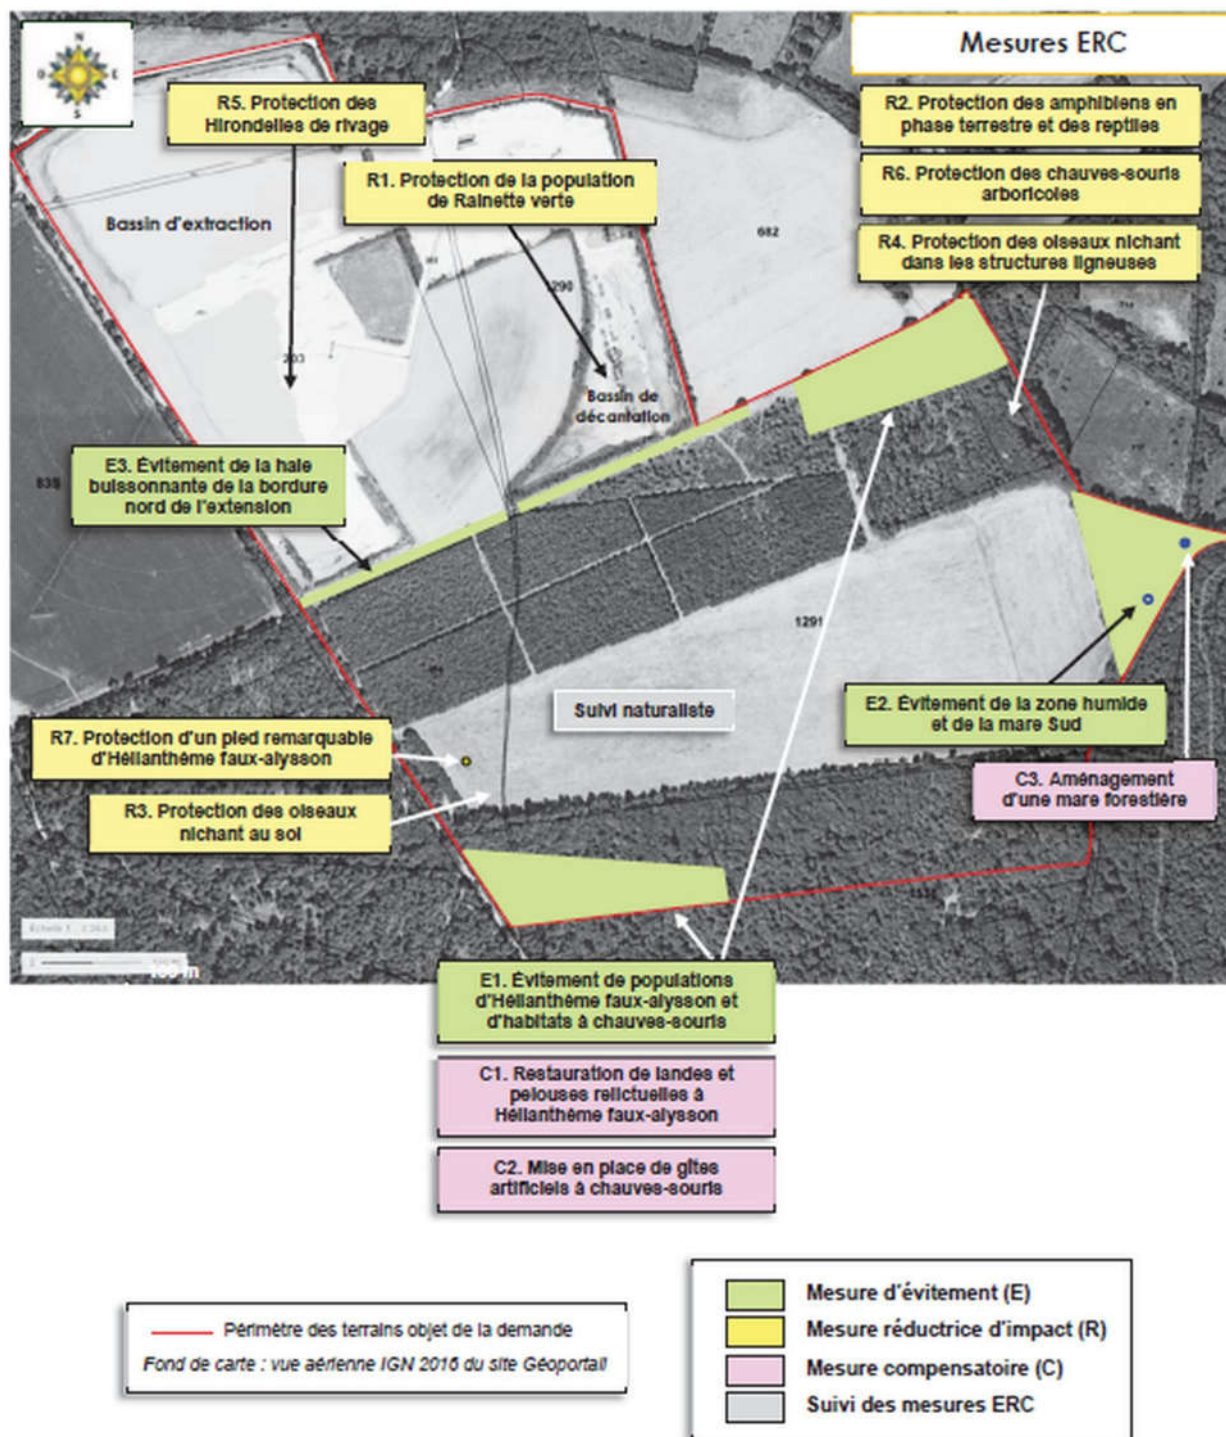 Mesures ERC
N
O
E
S
R5. Protection des
Hirondelles de rivage
R2. Protection des amphibiens en
phase terrestre et des reptiles
R1. Protection de la population
de Rainette verte
R6. Protection des chauves-souris
arboricoles
Bassin d'extraction
682
R4. Protection des oiseaux nichant
dans les structures ligneuses
1290
203
Bassin de
décantation
E3. Évitement de la haie
buissonnante de la bordure
nord de l'extension
838
1291
Suivi naturaliste
E2. Évitement de la zone humide
et de la mare Sud
R7. Protection d'un pied remarquable
d'Hélianthème faux-alysson
C3. Aménagement
d'une mare forestière
R3. Protection des oiseaux
nichant au sol
100 m
E1. Évitement de populations
d'Hélianthème faux-alysson et
d'habitats à chauves-souris
C1. Restauration de landes et
pelouses relictuelles à
Hélianthème faux-alysson
C2. Mise en place de gîtes
artificiels à chauves-souris
Périmètre des terrains objet de la demande
Fond de carte : vue aérienne IGN 2016 du site Géoportail
Mesure d'évitement (E)
Mesure réductrice d'impact (R)
Mesure compensatoire (C)
Suivi des mesures ERC